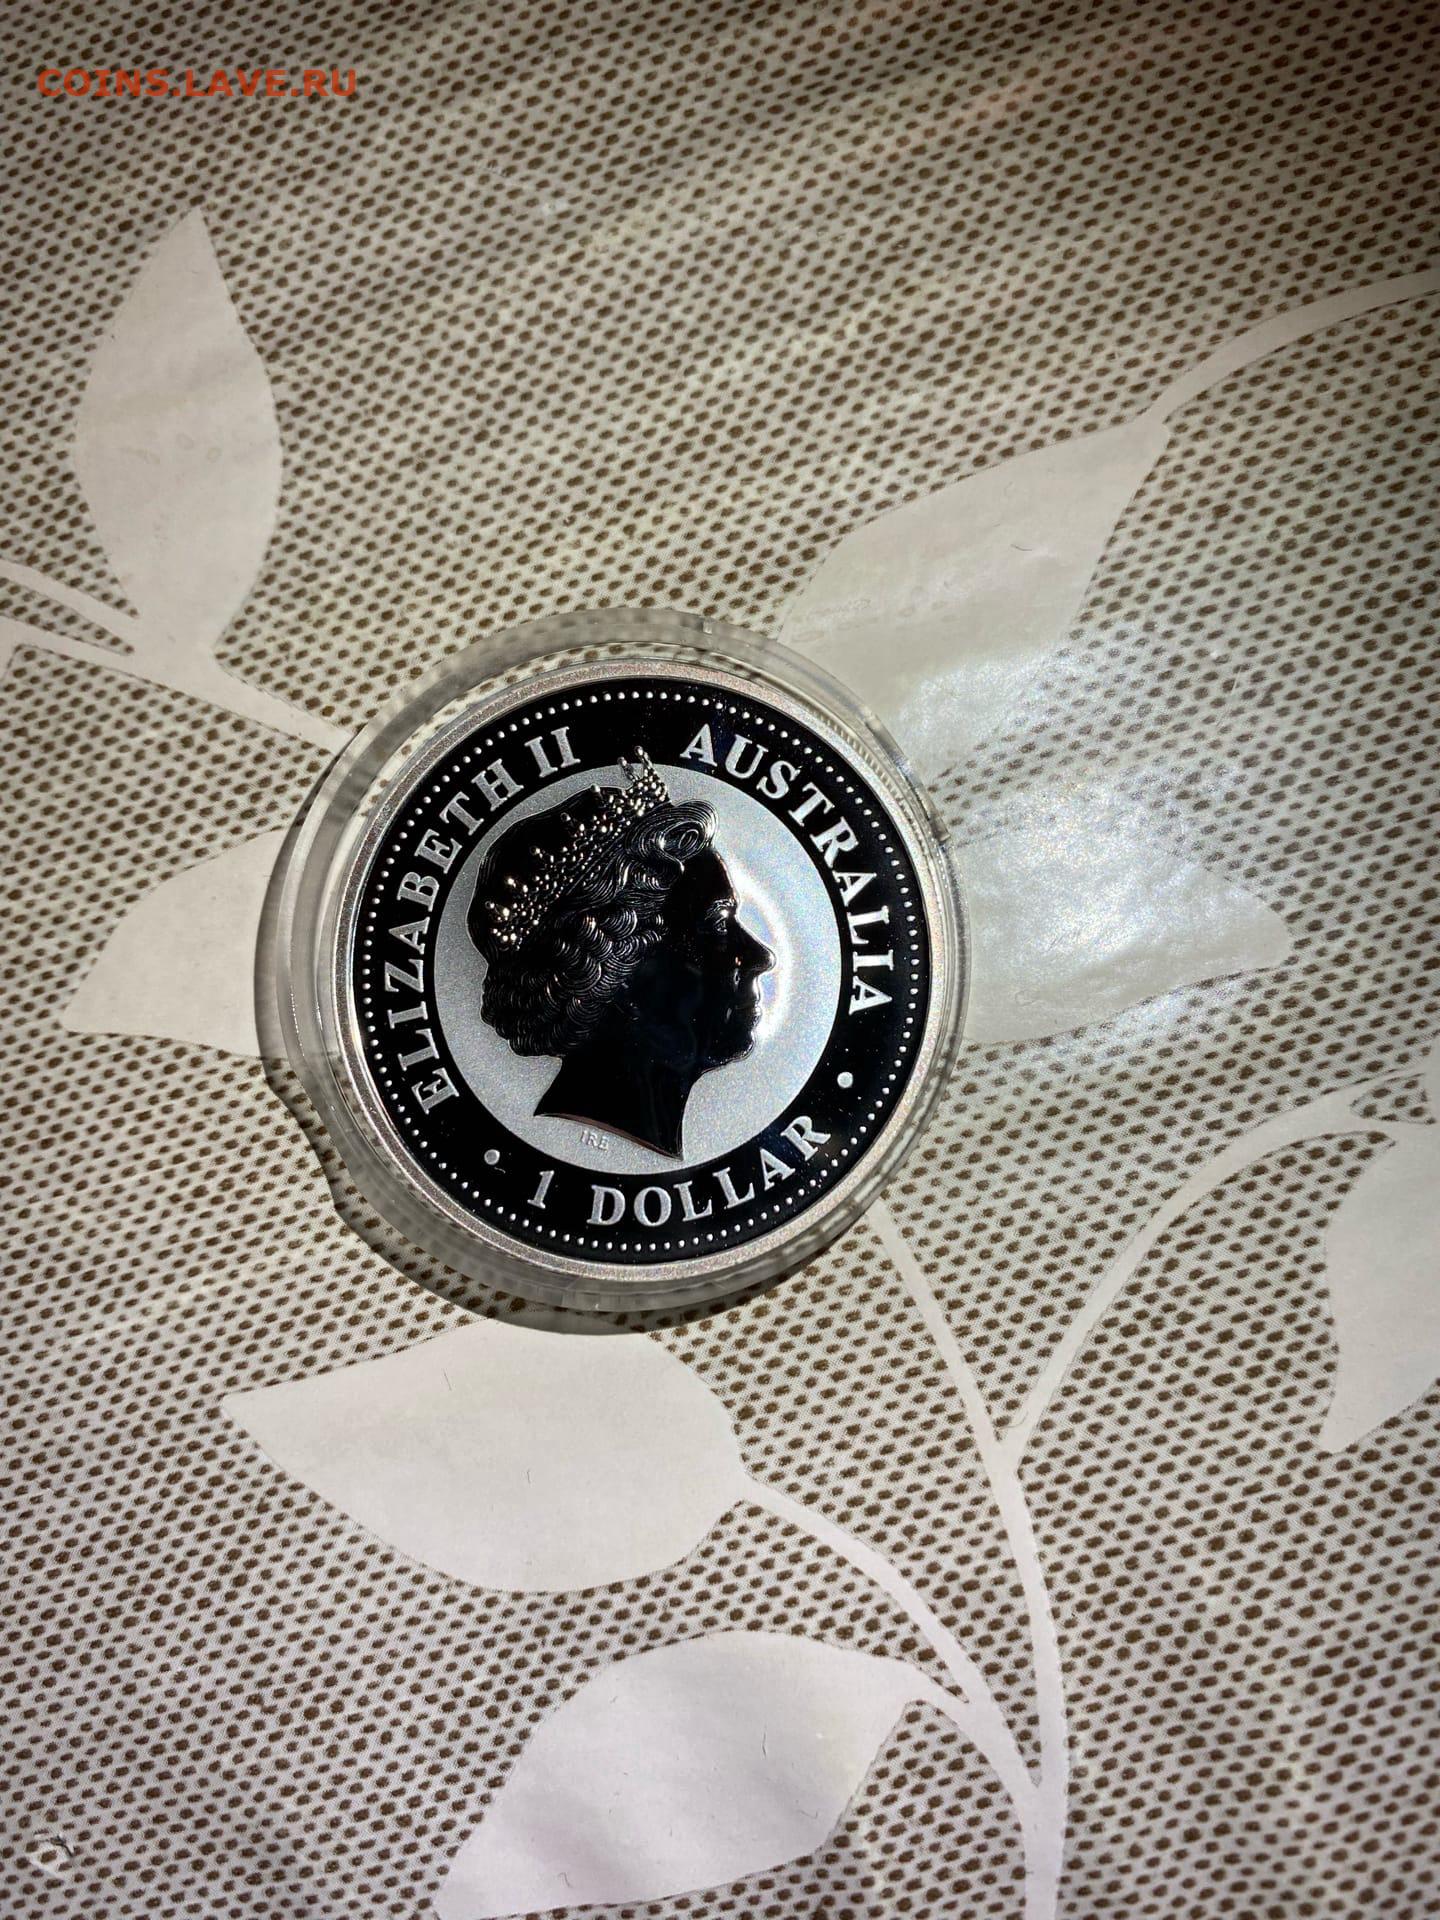 COINS.LAVE.RU
ELIZABETH II AUSTRALIA
IRB
• 1 DOLLAR •